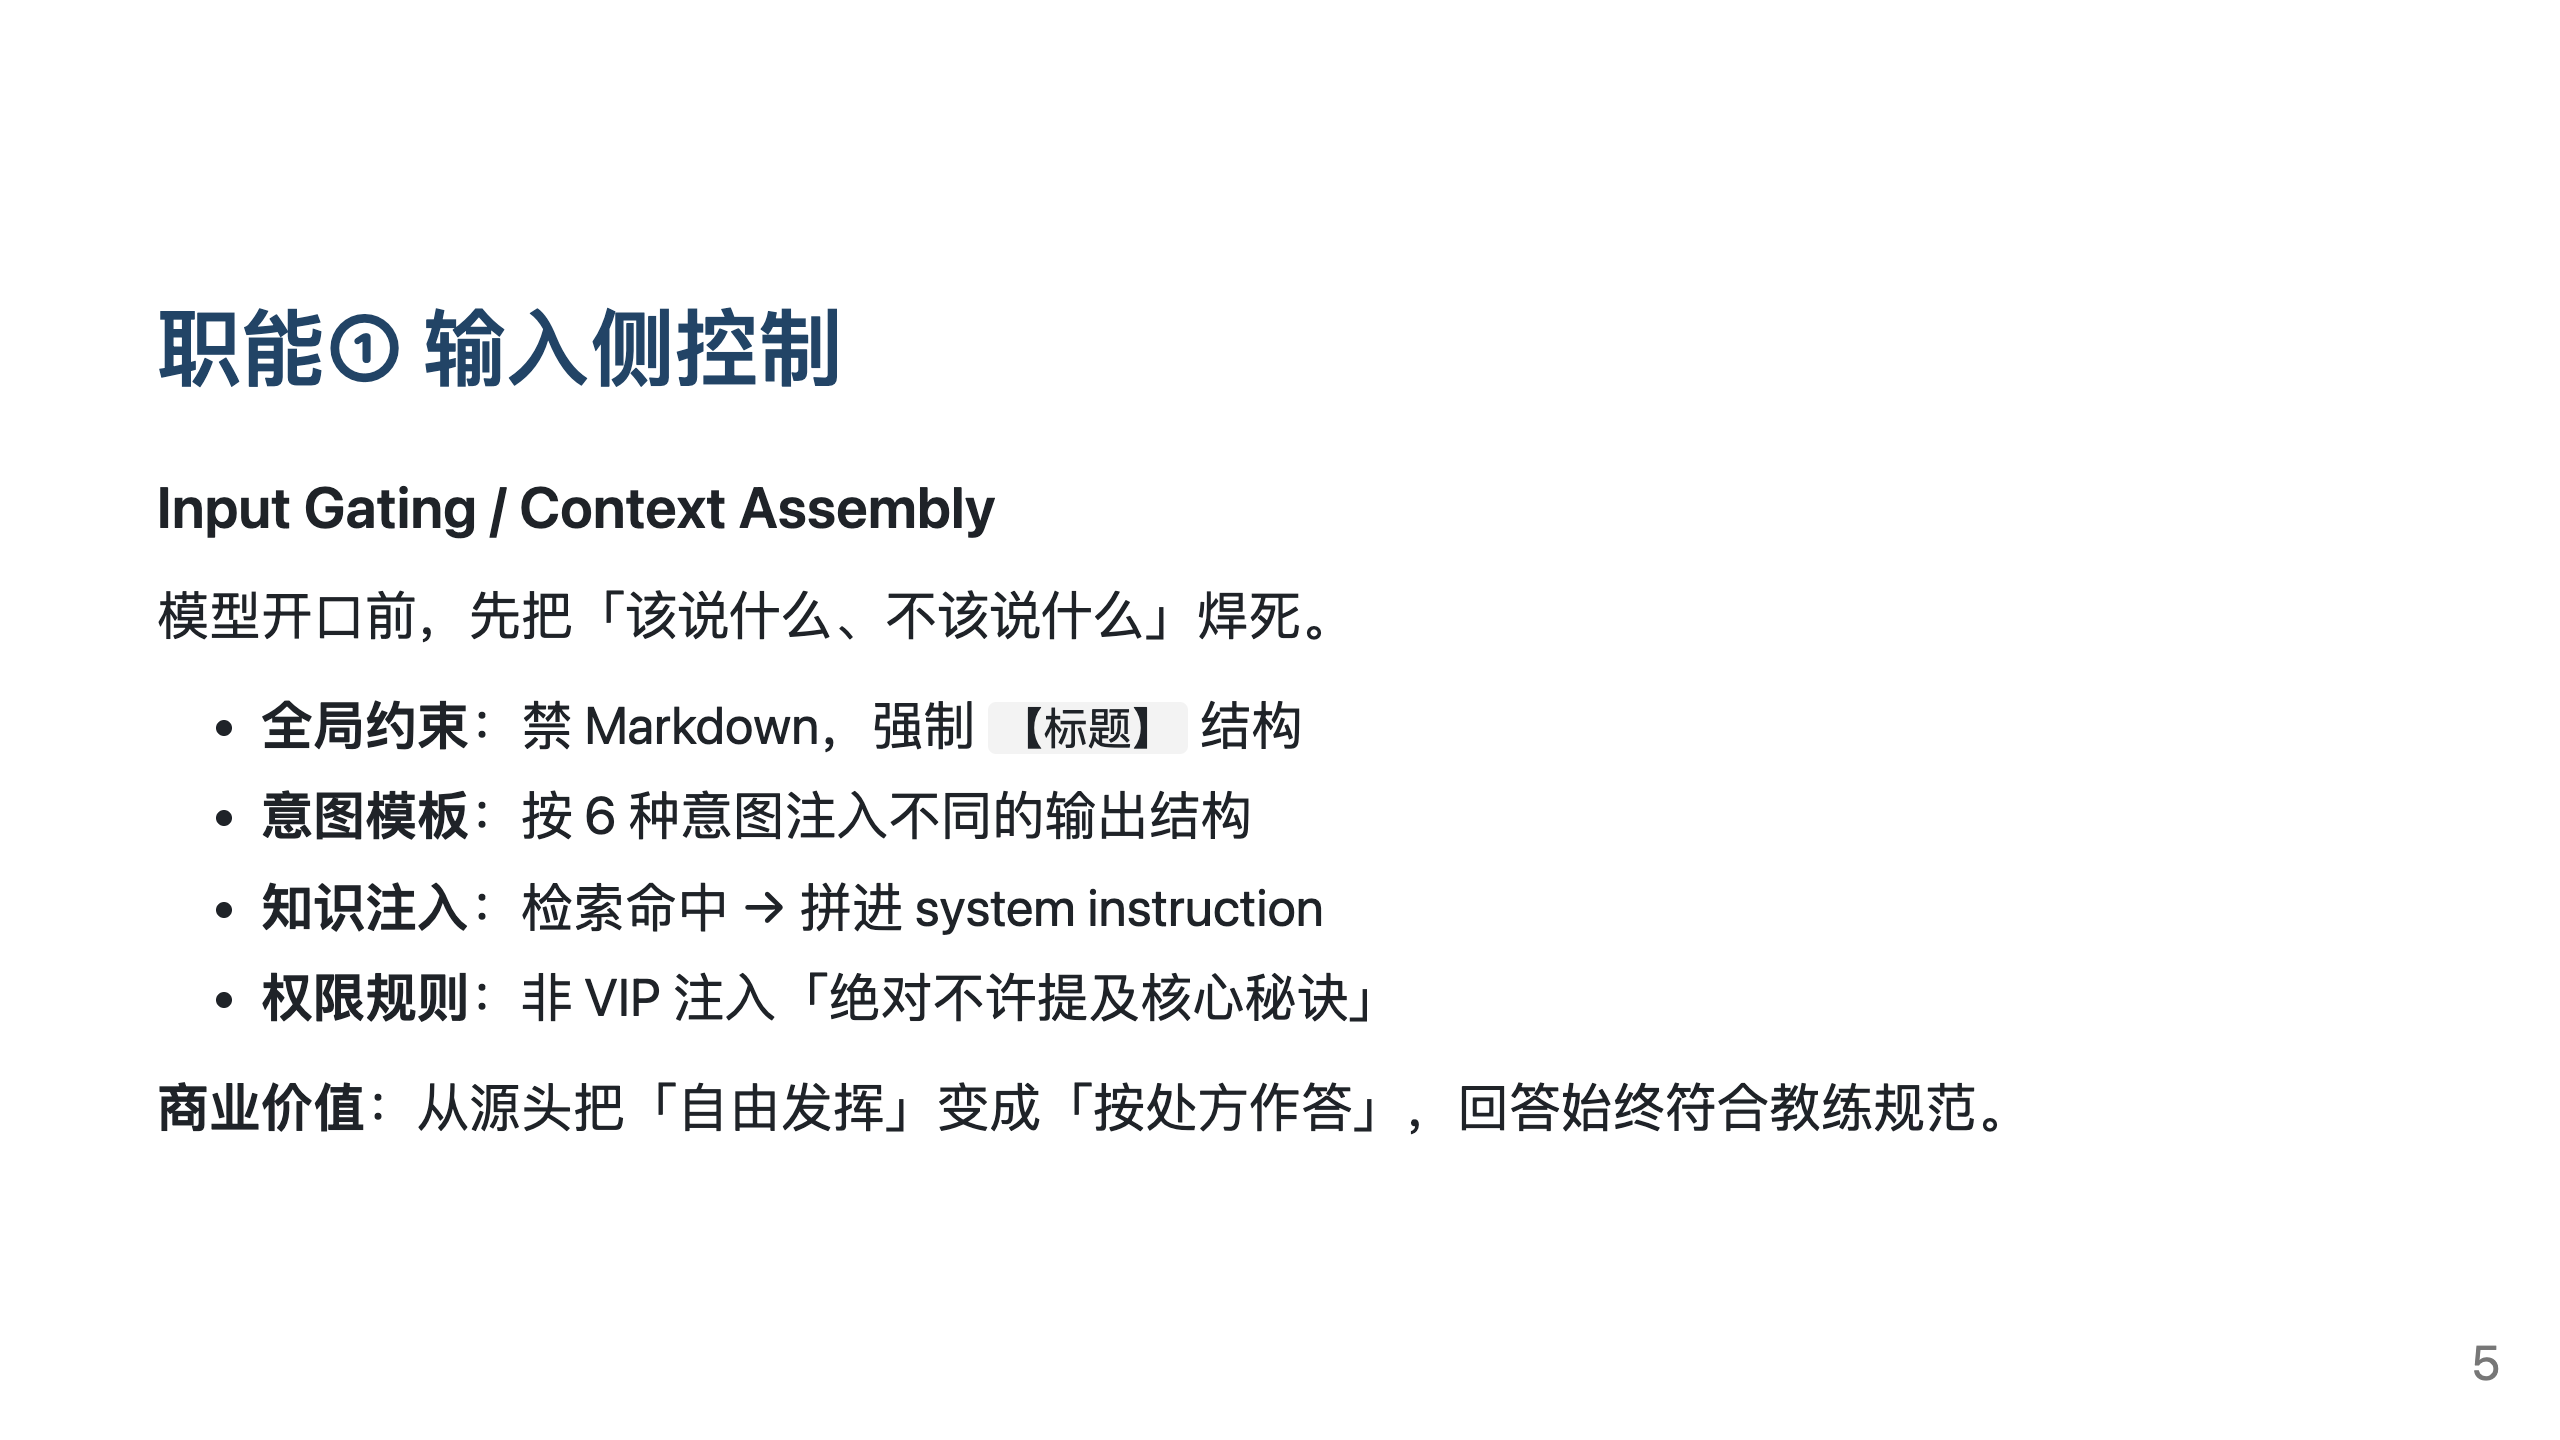 职能① 输入侧控制
Input Gating / Context Assembly
模型开口前，先把「该说什么、不该说什么」焊死。
• 全局约束：禁 Markdown，强制 【标题】 结构
• 意图模板：按 6 种意图注入不同的输出结构
• 知识注入：检索命中 → 拼进 system instruction
• 权限规则：非 VIP 注入「绝对不许提及核心秘诀」
商业价值：从源头把「自由发挥」变成「按处方作答」，回答始终符合教练规范。
5